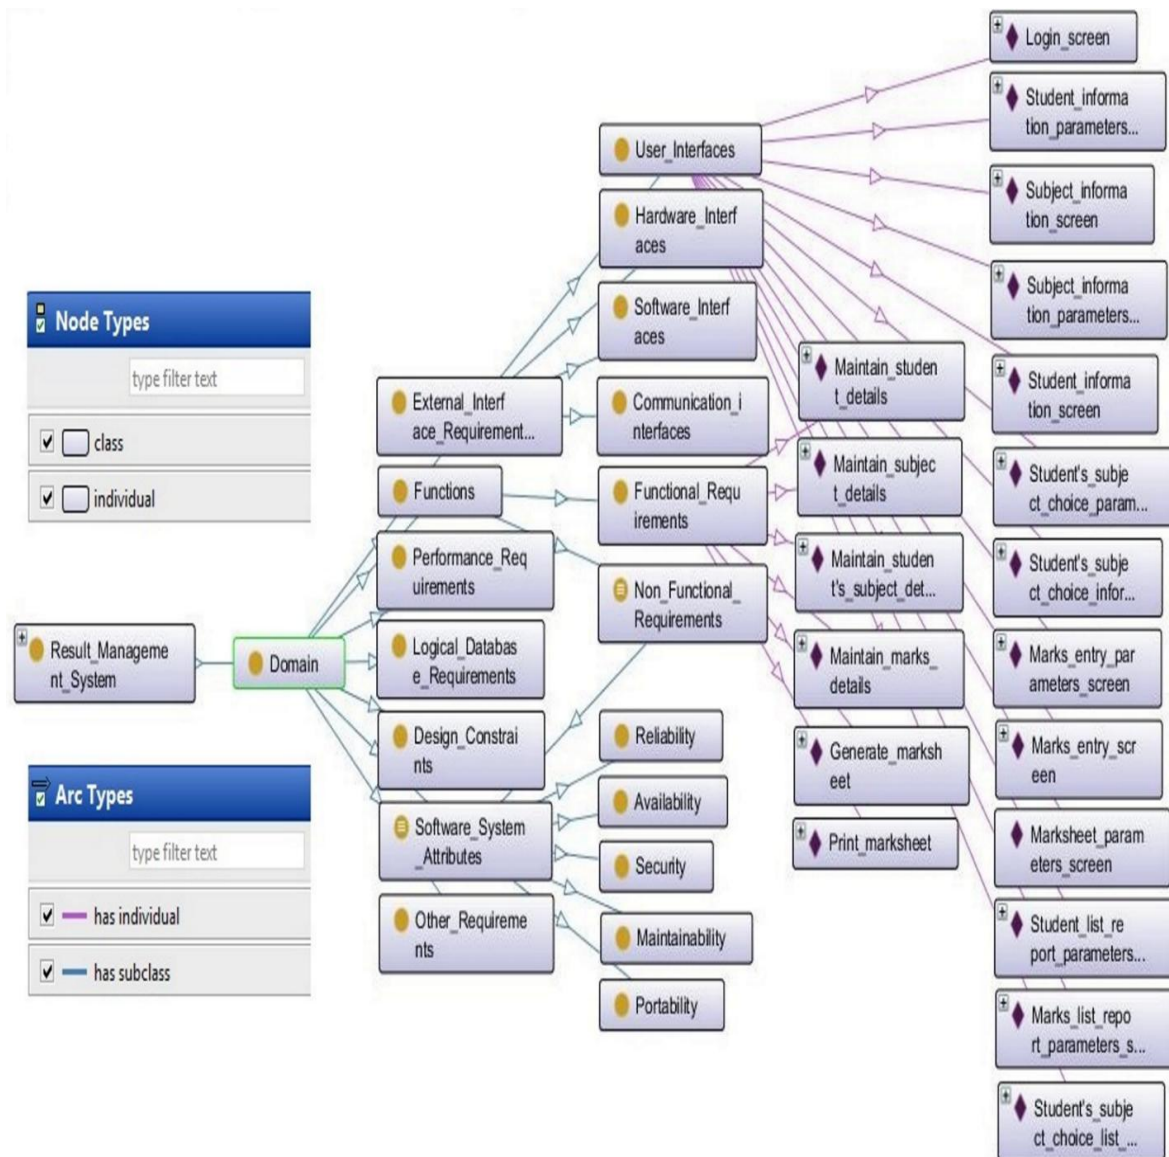 Node Types
type filter text
class
individual
Result_Manageme
nt_System
Domain
Arc Types
type filter text
has individual
has subclass
External_Interf
ace_Requirement...
Functions
Performance_Req
uirements
Logical_Databas
e_Requirements
Design_Constrai
nts
Software_System
_Attributes
Other_Requireme
nts
User_Interfaces
Hardware_Interf
aces
Software_Interf
aces
Communication_i
nterfaces
Functional_Requ
irements
Non_Functional_
Requirements
Reliability
Availability
Security
Maintainability
Portability
Maintain_studen
t_details
Maintain_subjec
t_details
Maintain_studen
t's_subject_det...
Maintain_marks_
details
Generate_marksh
eet
Print_marksheet
Login_screen
Student_informa
tion_parameters...
Subject_informa
tion_screen
Subject_informa
tion_parameters...
Student_informa
tion_screen
Student's_subje
ct_choice_param...
Student's_subje
ct_choice_infor...
Marks_entry_par
ameters_screen
Marks_entry_scr
een
Marksheet_param
eters_screen
Student_list_re
port_parameters...
Marks_list_repo
rt_parameters_s...
Student's_subje
ct_choice_list_...